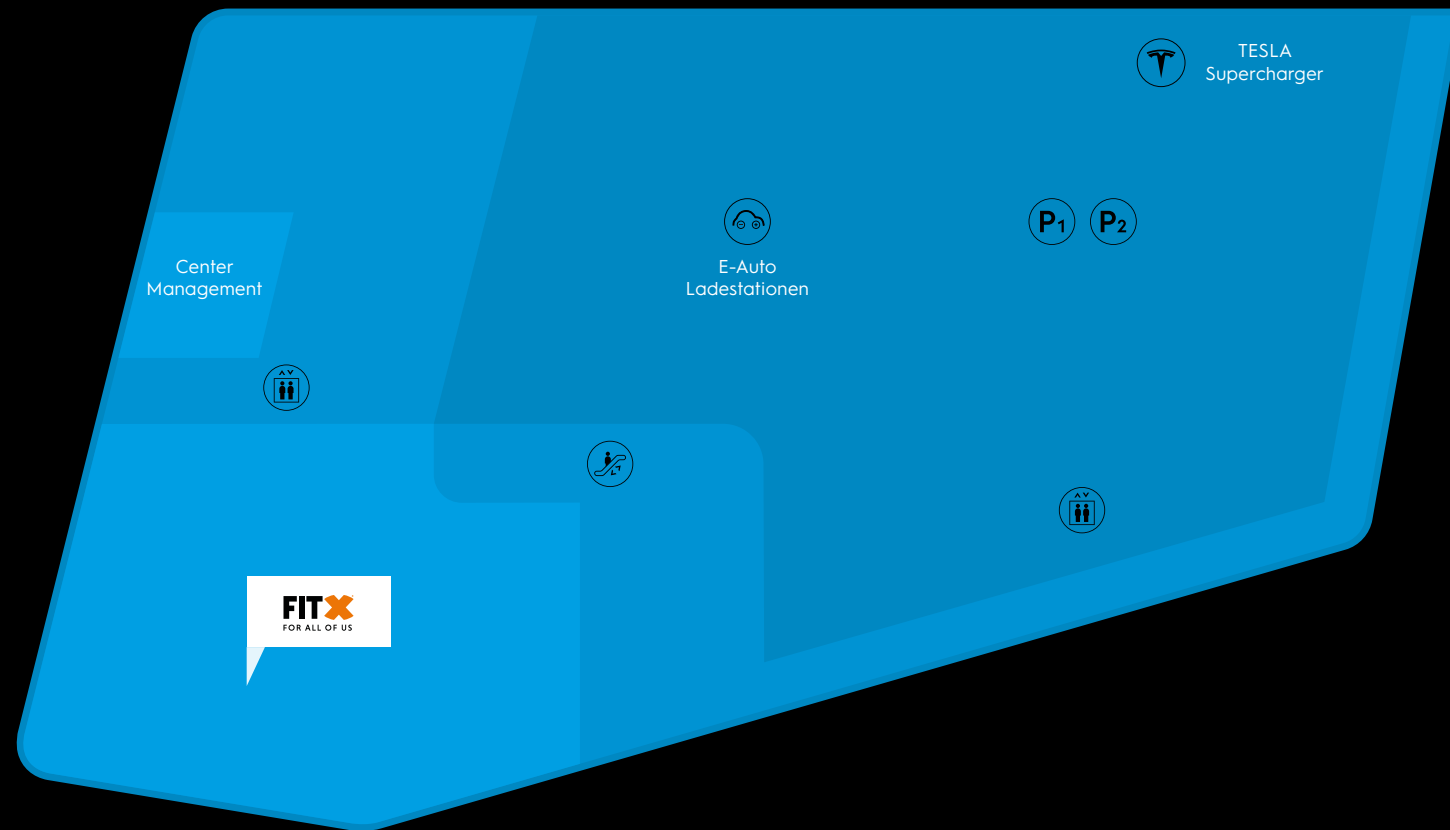 TESLA
Supercharger
P1 P2
Center
Management
E-Auto
Ladestationen
FITX
FOR ALL OF US